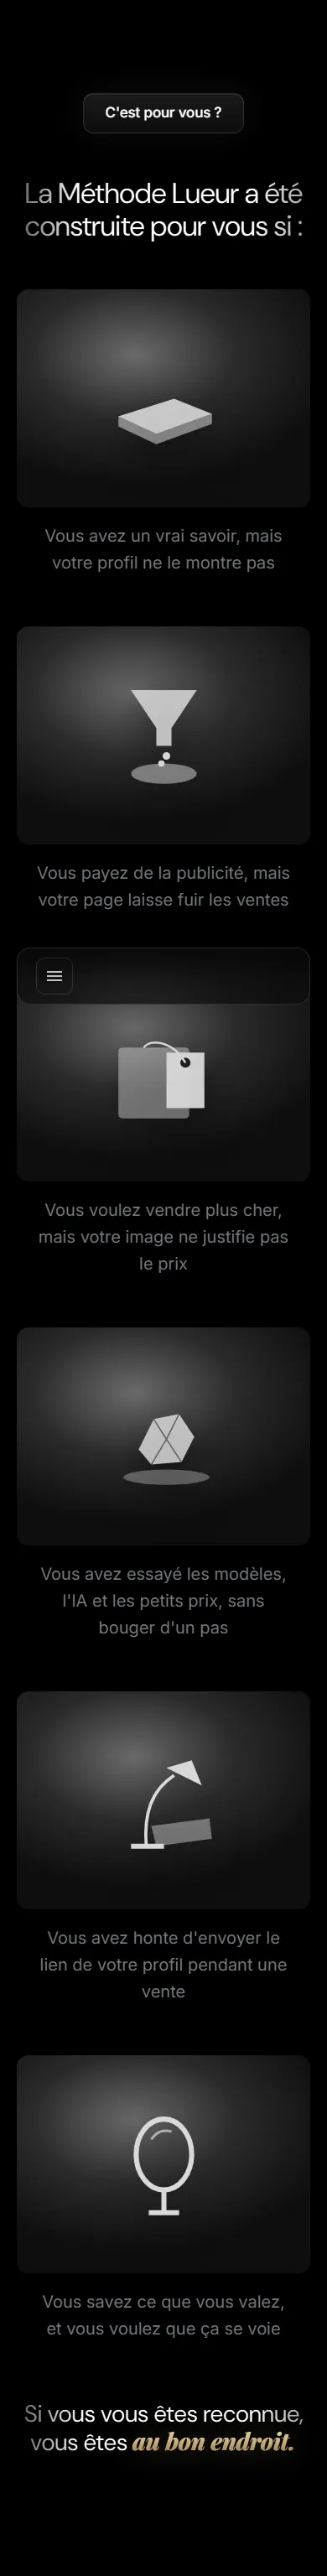 C'est pour vous ?
La Méthode Lueur a été
construite pour vous si :
Vous avez un vrai savoir, mais
votre profil ne le montre pas
Vous payez de la publicité, mais
votre page laisse fuir les ventes
Vous voulez vendre plus cher,
mais votre image ne justifie pas
le prix
Vous avez essayé les modèles,
l'IA et les petits prix, sans
bouger d'un pas
Vous avez honte d'envoyer le
lien de votre profil pendant une
vente
Vous savez ce que vous valez,
et vous voulez que ça se voie
Si vous vous êtes reconnue,
vous êtes au bon endroit.